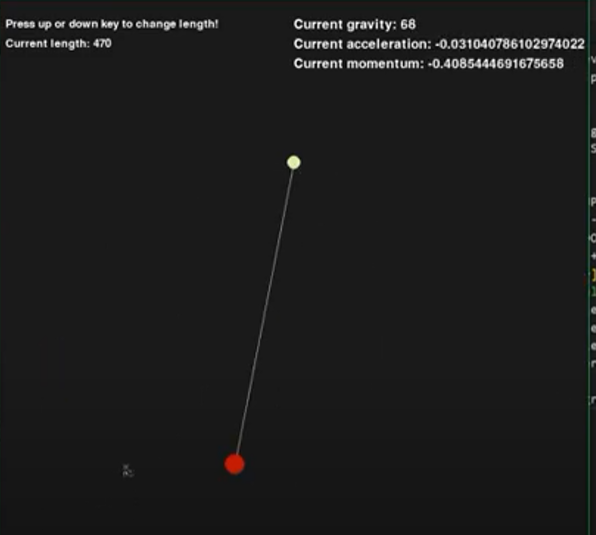 Press up or down key to change length!
Current length: 470
Current gravity: 68
Current acceleration: -0.031040786102974022
Current momentum: -0.4085444691675658